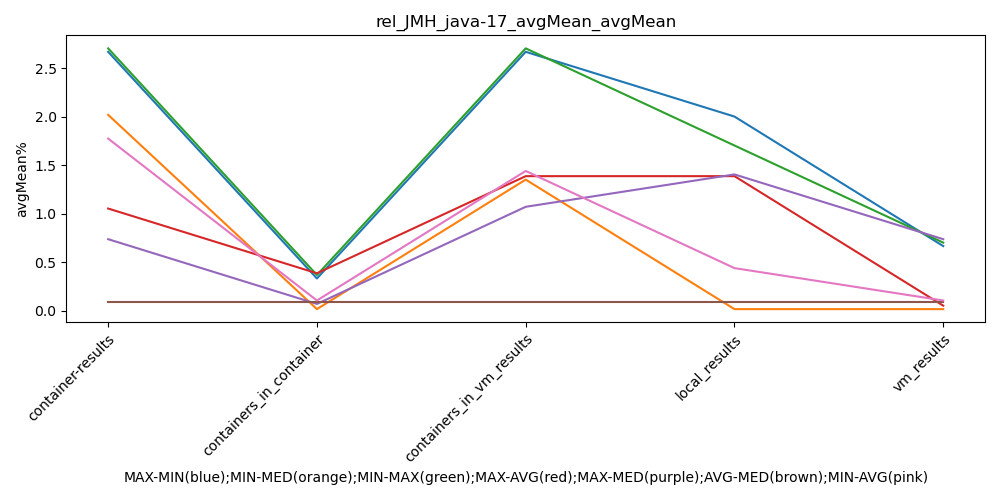 rel_JMH_java-17_avgMean_avgMean
avgMean%
2.5
2.0
1.5
1.0
0.5
0.0
container-results
containers_in_container
containers_in_vm_results
local_results
vm_results
MAX-MIN(blue);MIN-MED(orange);MIN-MAX(green);MAX-AVG(red);MAX-MED(purple);AVG-MED(brown);MIN-AVG(pink)